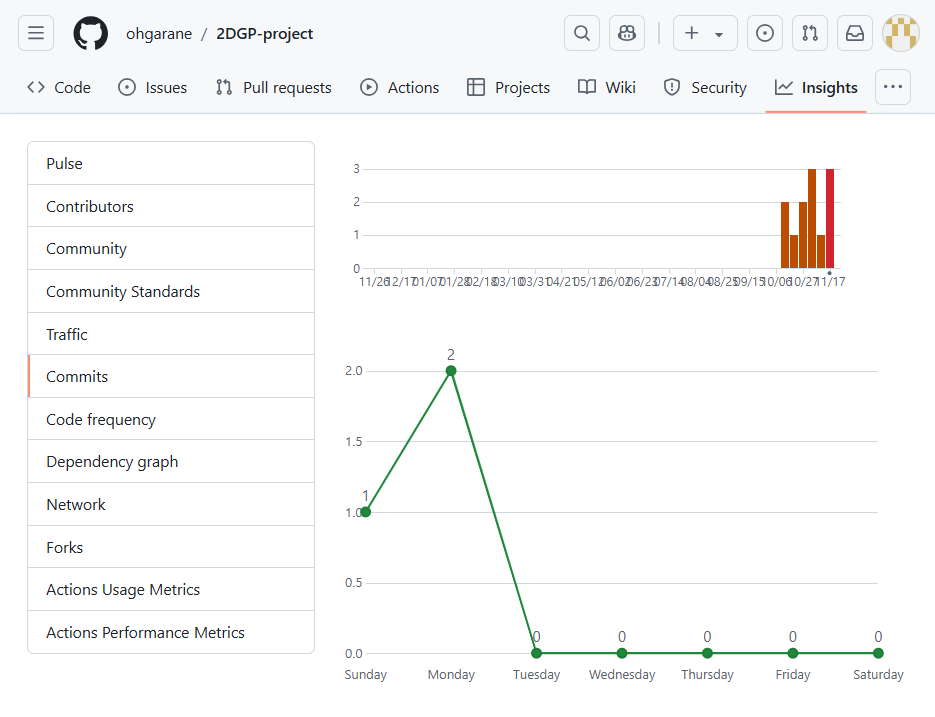 ohgarane / 2DGP-project
Code Issues Pull requests Actions Projects Wiki Security Insights
Pulse
Contributors
Community
Community Standards
Traffic
Commits
Code frequency
Dependency graph
Network
Forks
Actions Usage Metrics
Actions Performance Metrics
3
2
1
0
11/26 12/17 01/07 01/28 02/18 03/10 03/31 04/21 05/12 06/02 06/23 07/14 08/04 08/25 09/15 10/06 10/27 11/17
2
2.0
1.5
1
1.0
0.5
0 0 0 0 0
0.0
Sunday Monday Tuesday Wednesday Thursday Friday Saturday